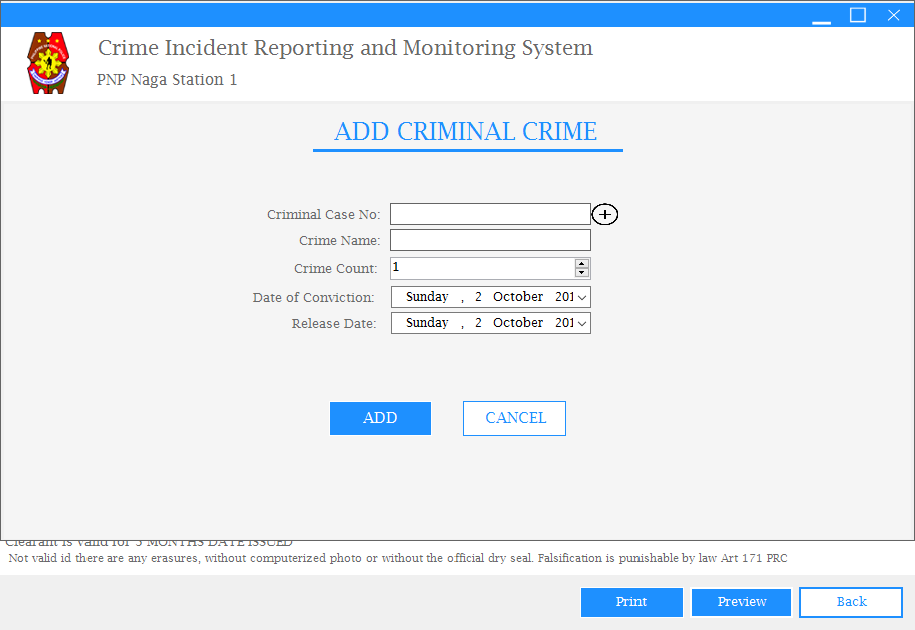 Crime Incident Reporting and Monitoring System
PNP Naga Station 1
ADD CRIMINAL CRIME
Criminal Case No:
Crime Name:
Crime Count: 1
Date of Conviction: Sunday , 2 October 201
Release Date: Sunday , 2 October 201
ADD CANCEL
Clearant is valid for 3 MONTHS DATE ISSUED
Not valid id there are any erasures, without computerized photo or without the official dry seal. Falsification is punishable by law Art 171 PRC
Print Preview Back